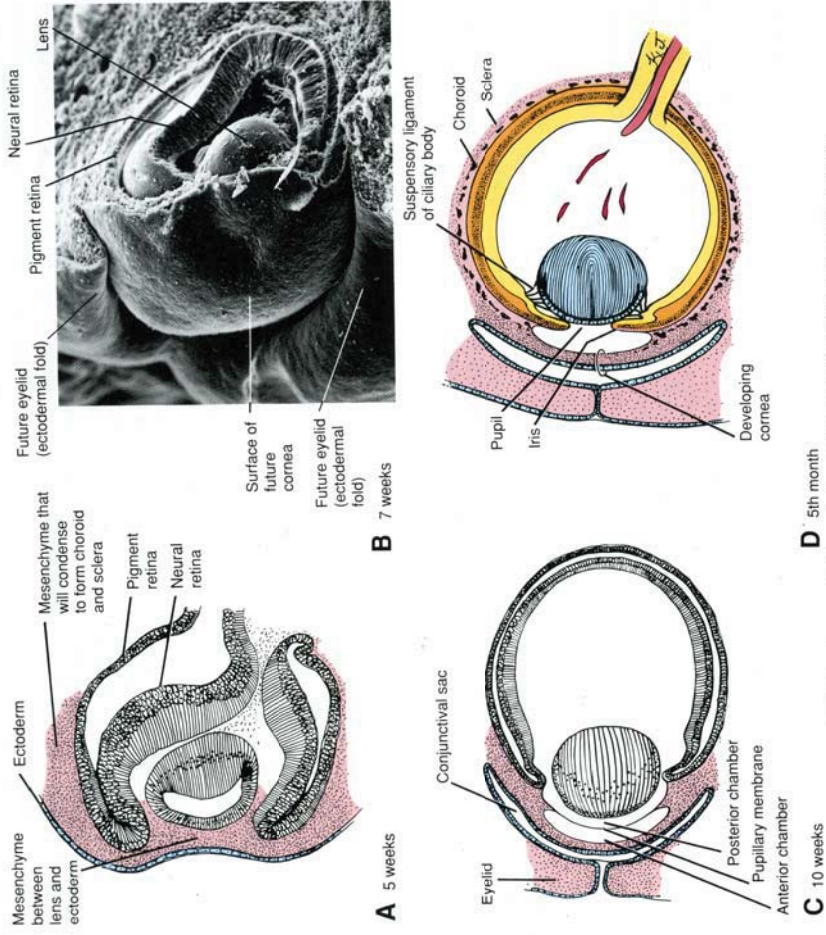 Mesenchyme
between
lens and
ectoderm
Ectoderm
Mesenchyme that
will condense
to form choroid
and sclera
Pigment
retina
Neural
retina
A 5 weeks
Future eyelid
(ectodermal fold)
Pigment retina
Neural retina
Lens
Surface of
future
cornea
Future eyelid
(ectodermal
fold)
B 7 weeks
Conjunctival sac
Eyelid
Posterior chamber
Pupillary membrane
Anterior chamber
C 10 weeks
Suspensory ligament
of ciliary body
Choroid
Sclera
Pupil
Iris
Developing
cornea
D 5th month